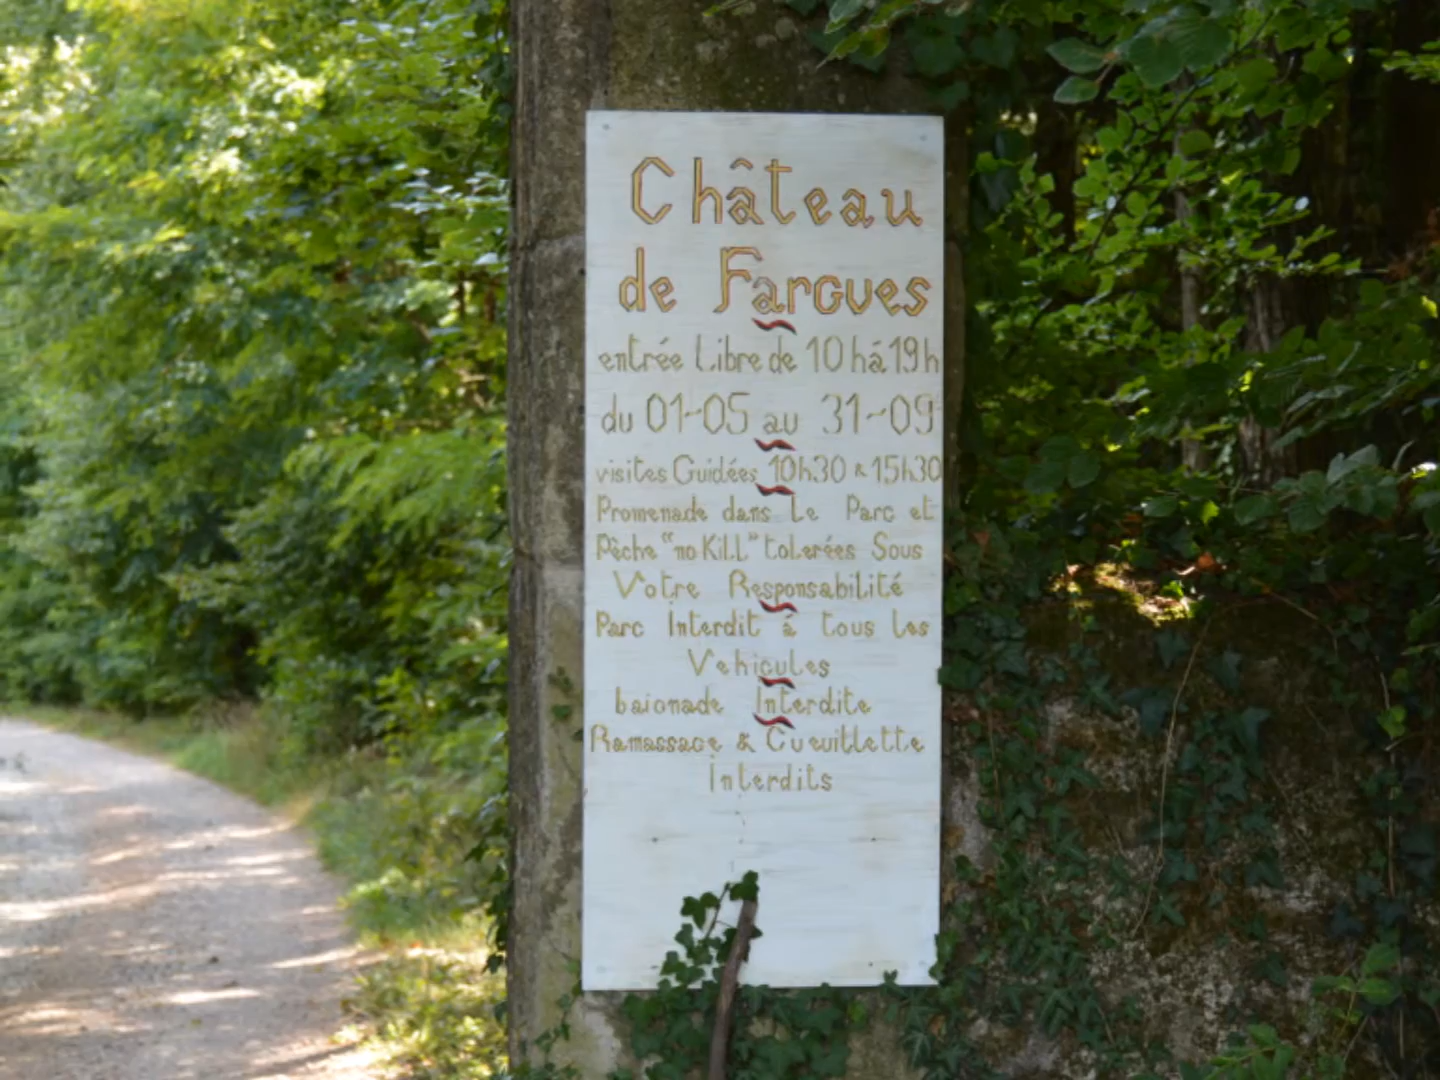 Château
de Fargues
entrée Libre de 10 h à 19 h
du 01-05 au 31-09
visites Guidées 10h30 & 15h30
Promenade dans Le Parc et
Pêche "no Kill" tolerées Sous
Votre Responsabilité
Parc Interdit à tous les
Vehicules
baionade Interdite
Ramassage & Cueuillette
Interdits